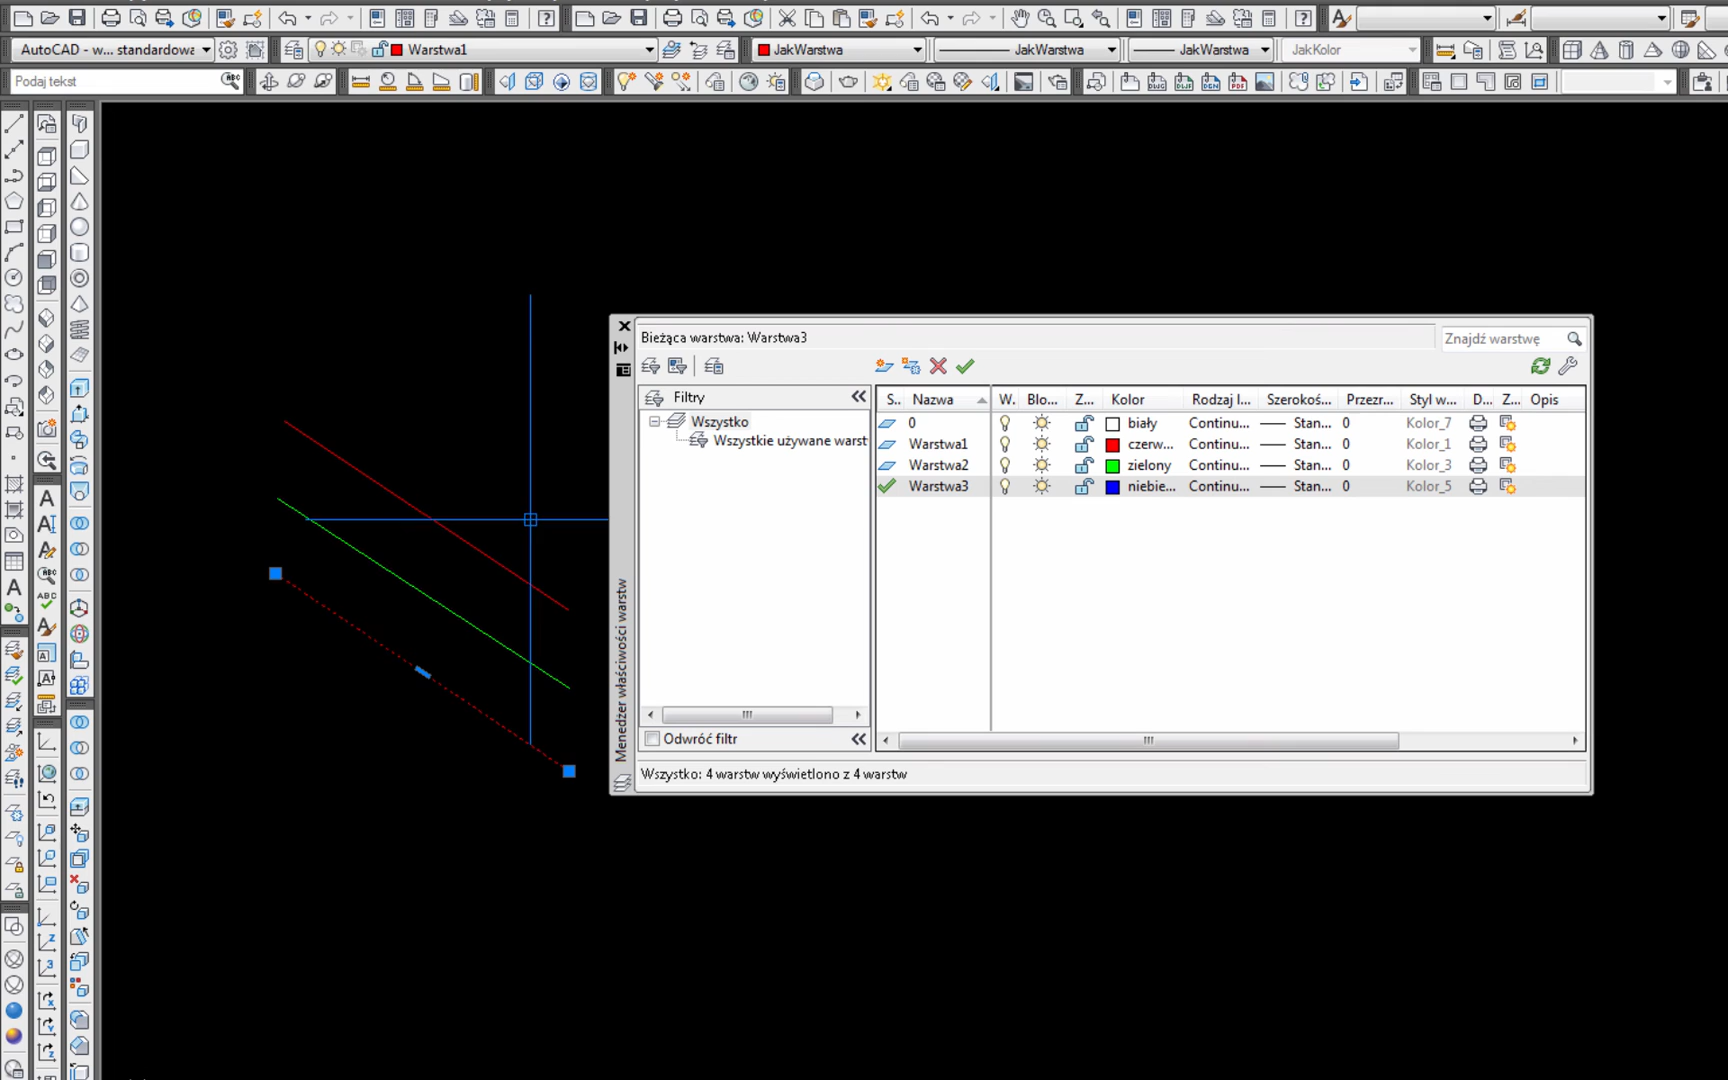 AutoCAD - w... standardowa
Warstwa1
JakWarstwa
JakWarstwa
JakWarstwa
JakKolor
Podaj tekst
Bieżąca warstwa: Warstwa3
Znajdź warstwę
Filtry
Wszystko
Wszystkie używane warst
S.. Nazwa W. Blo... Z... Kolor Rodzaj l... Szerokoś... Przezr... Styl w... D... Z... Opis
0 biały Continu... Stan... 0 Kolor_7
Warstwa1 czerw... Continu... Stan... 0 Kolor_1
Warstwa2 zielony Continu... Stan... 0 Kolor_3
Warstwa3 niebie... Continu... Stan... 0 Kolor_5
Odwróć filtr
Wszystko: 4 warstw wyświetlono z 4 warstw
Menedżer właściwości warstw